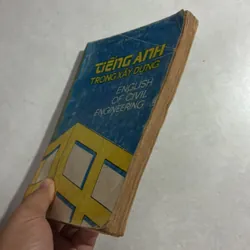 TIẾNG ANH
TRONG XÂY DỰNG
ENGLISH
OF CIVIL
ENGINEERING